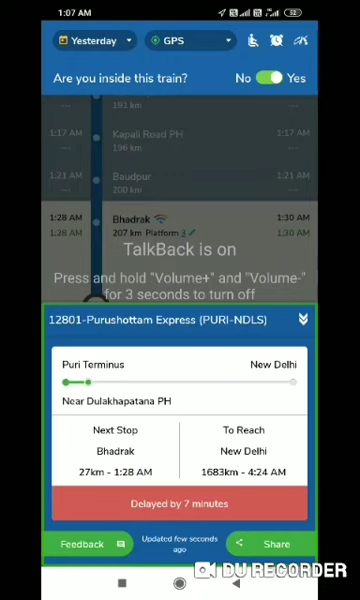 1:07 AM
52
Yesterday
GPS
Are you inside this train?
No
Yes
191 km
---
---
1:17 AM
Kapali Road PH
1:17 AM
---
196 km
---
1:21 AM
Baudpur
1:21 AM
---
200 km
---
1:28 AM
Bhadrak
1:30 AM
1:28 AM
207 km Platform 3
1:30 AM
TalkBack is on
Press and hold "Volume+" and "Volume-"
for 3 seconds to turn off
12801-Purushottam Express (PURI-NDLS)
Puri Terminus
New Delhi
Near Dulakhapatana PH
Next Stop
To Reach
Bhadrak
New Delhi
27km - 1:28 AM
1683km - 4:24 AM
Delayed by 7 minutes
Feedback
Updated few seconds
ago
Share
DU RECORDER